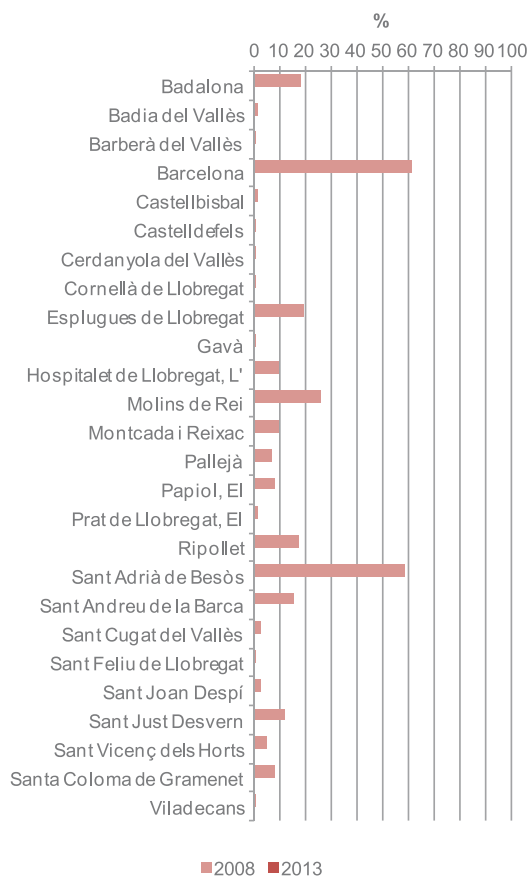 %
0 10 20 30 40 50 60 70 80 90 100
Badalona
Badia del Vallès
Barberà del Vallès
Barcelona
Castellbisbal
Castelldefels
Cerdanyola del Vallès
Cornellà de Llobregat
Esplugues de Llobregat
Gavà
Hospitalet de Llobregat, L'
Molins de Rei
Montcada i Reixac
Pallejà
Papiol, El
Prat de Llobregat, El
Ripollet
Sant Adrià de Besòs
Sant Andreu de la Barca
Sant Cugat del Vallès
Sant Feliu de Llobregat
Sant Joan Despí
Sant Just Desvern
Sant Vicenç dels Horts
Santa Coloma de Gramenet
Viladecans
2008 2013